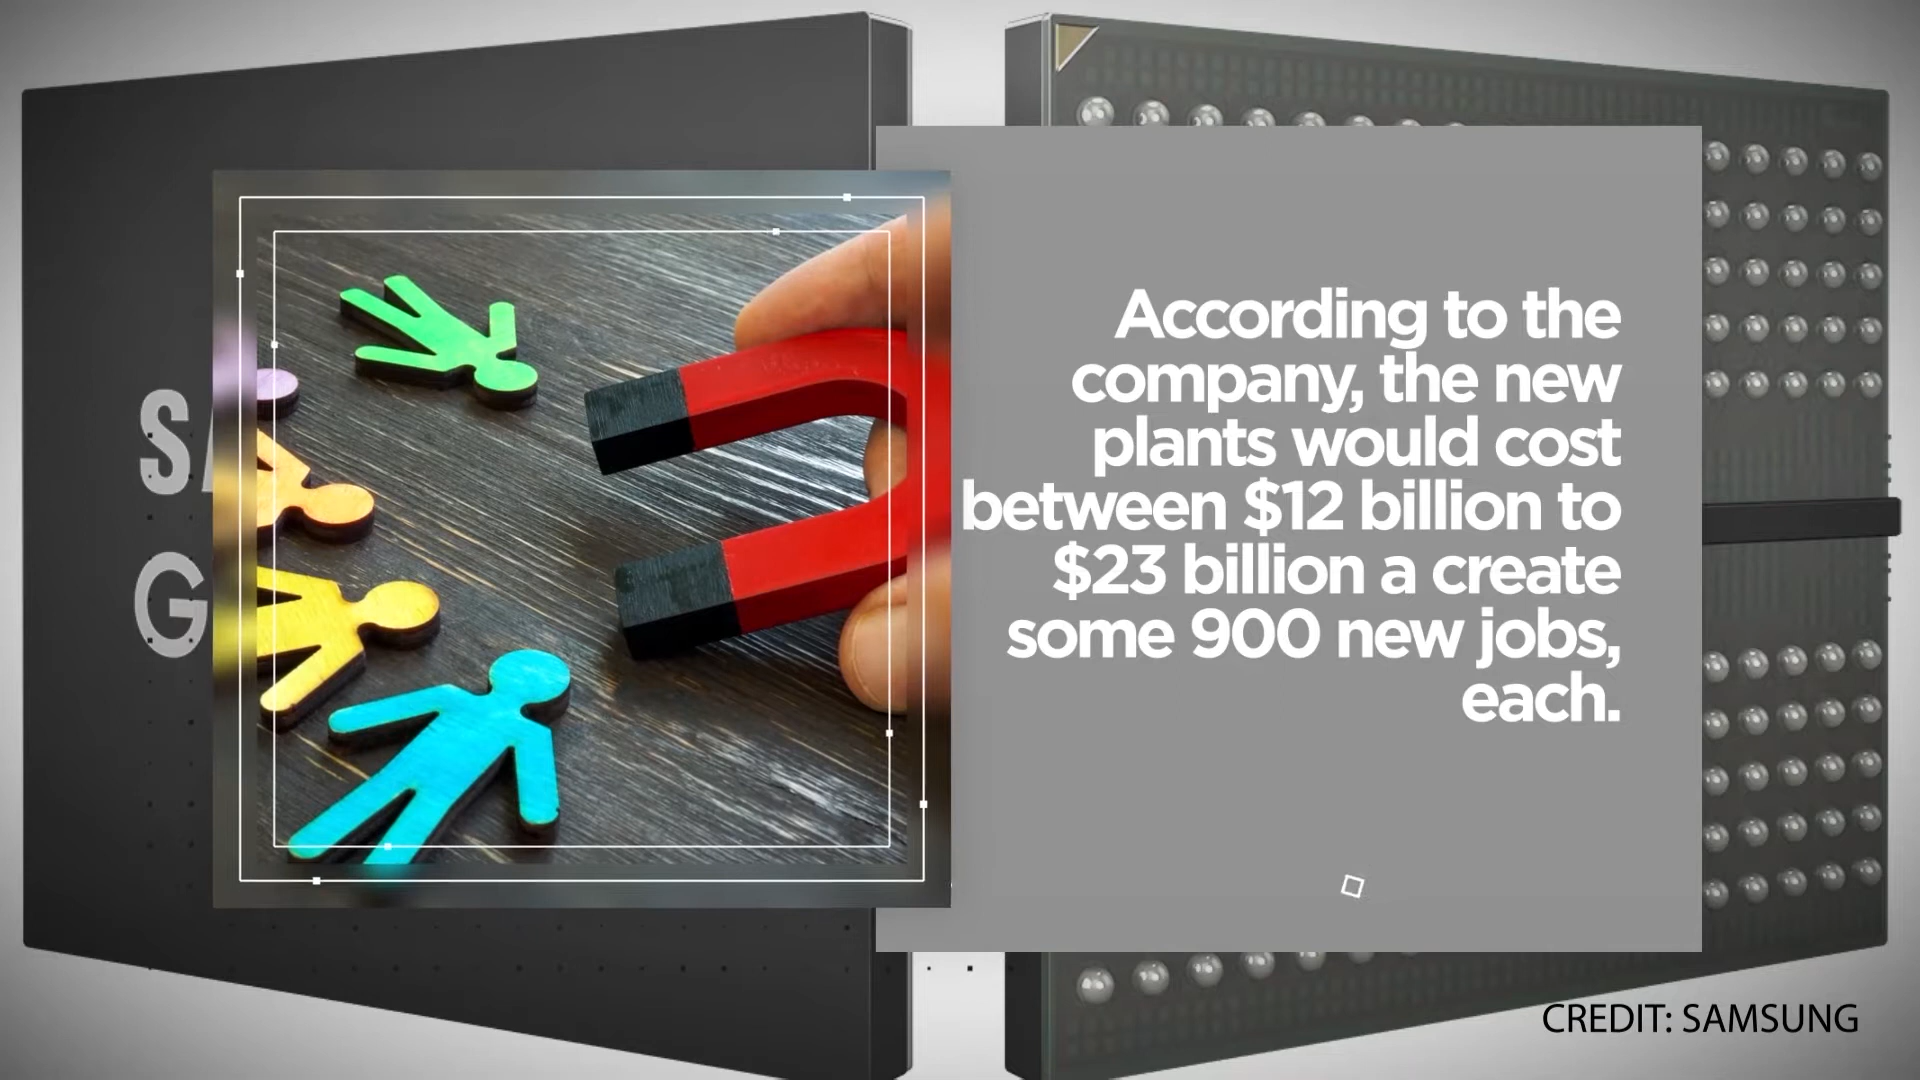 According to the
company, the new
plants would cost
between $12 billion to
$23 billion a create
some 900 new jobs,
each.
CREDIT: SAMSUNG